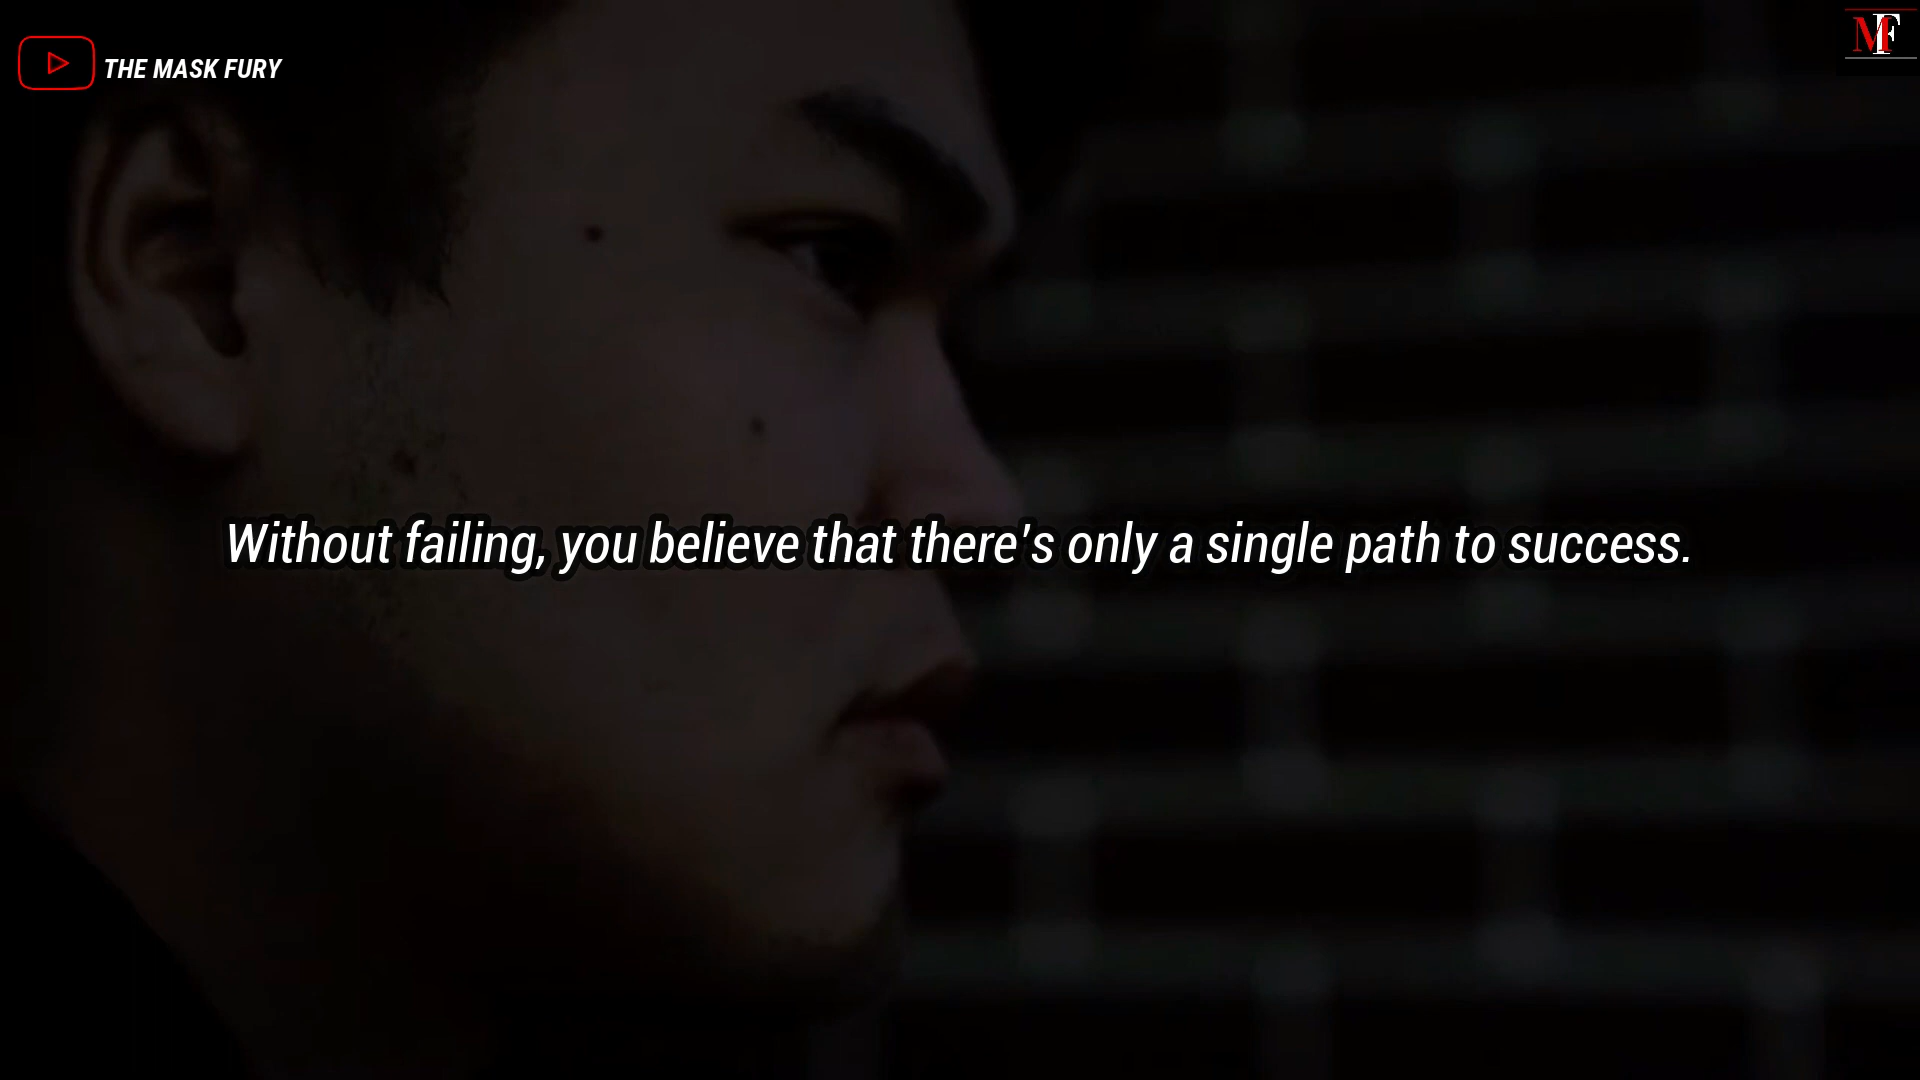 THE MASK FURY
MF
Without failing, you believe that there's only a single path to success.